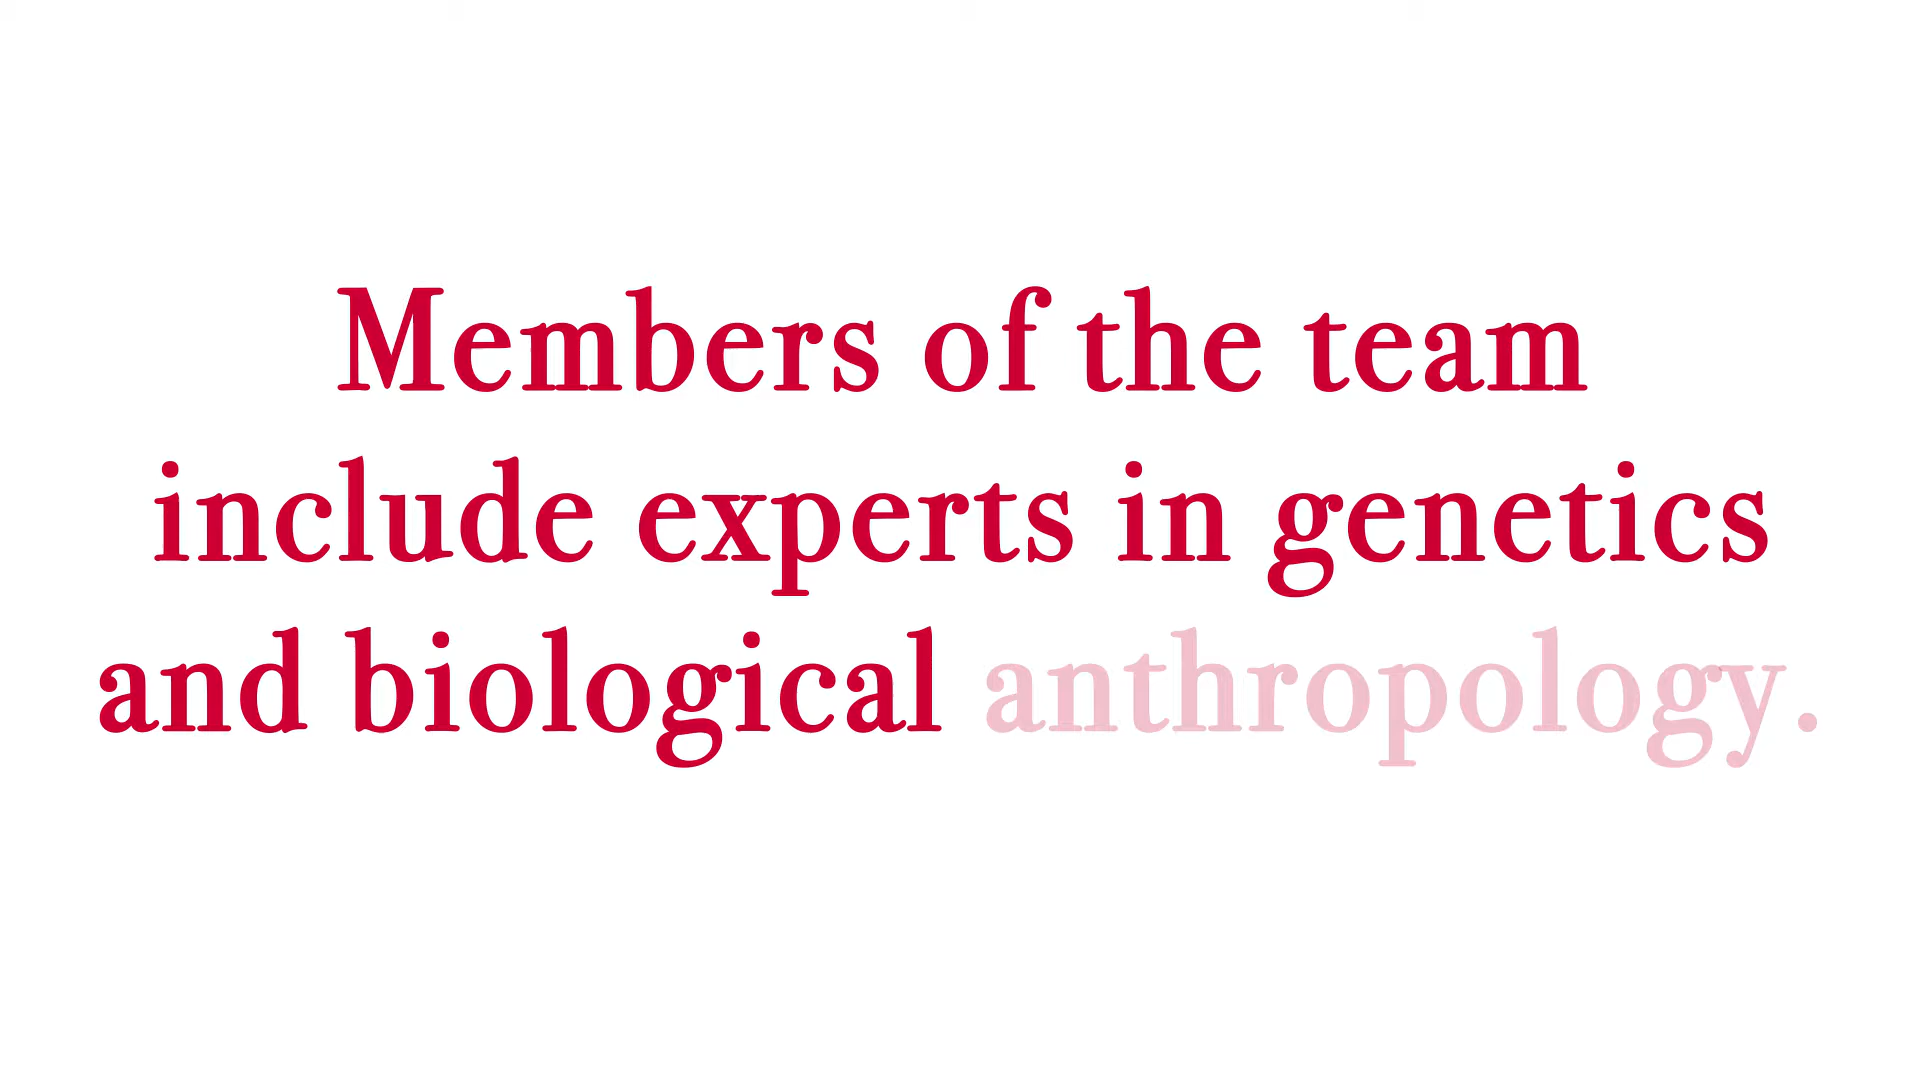 Members of the team
include experts in genetics
and biological anthropology.